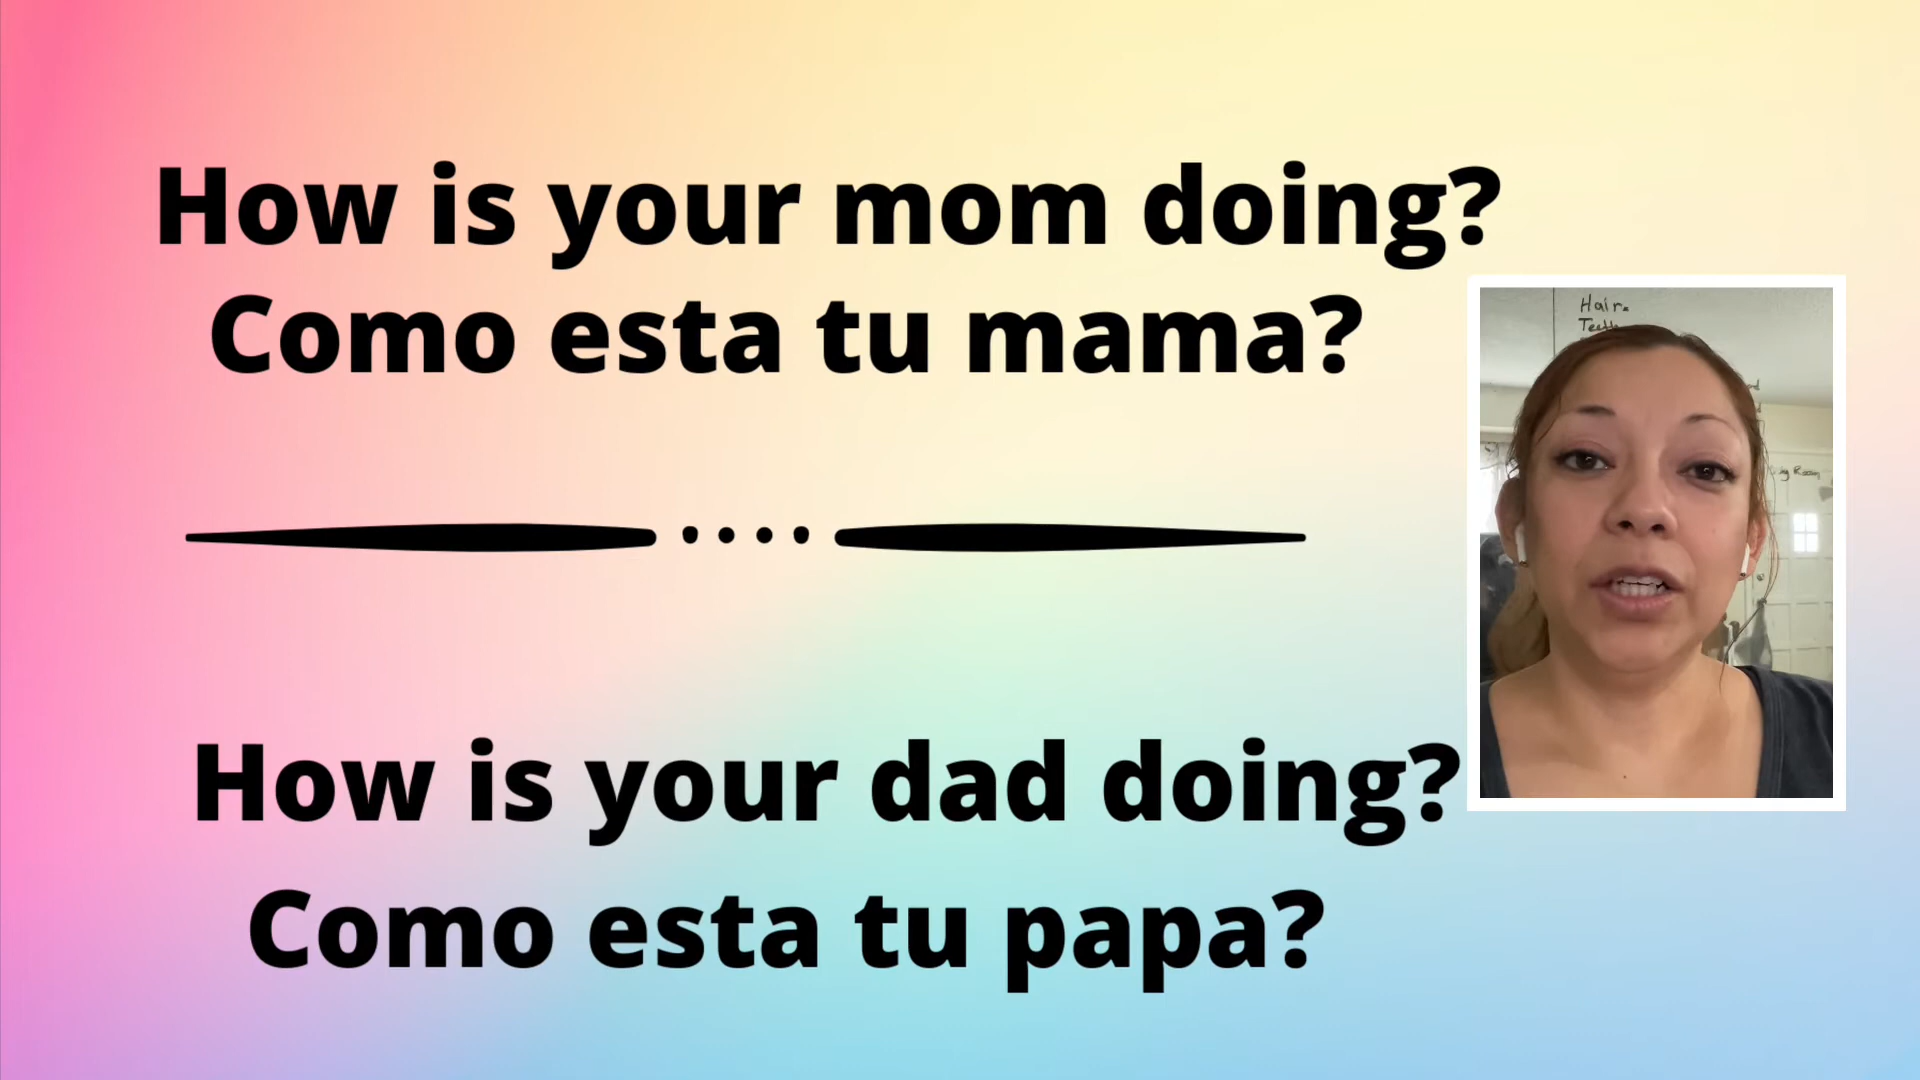 How is your mom doing?
Como esta tu mama?
Hair=
How is your dad doing?
Como esta tu papa?